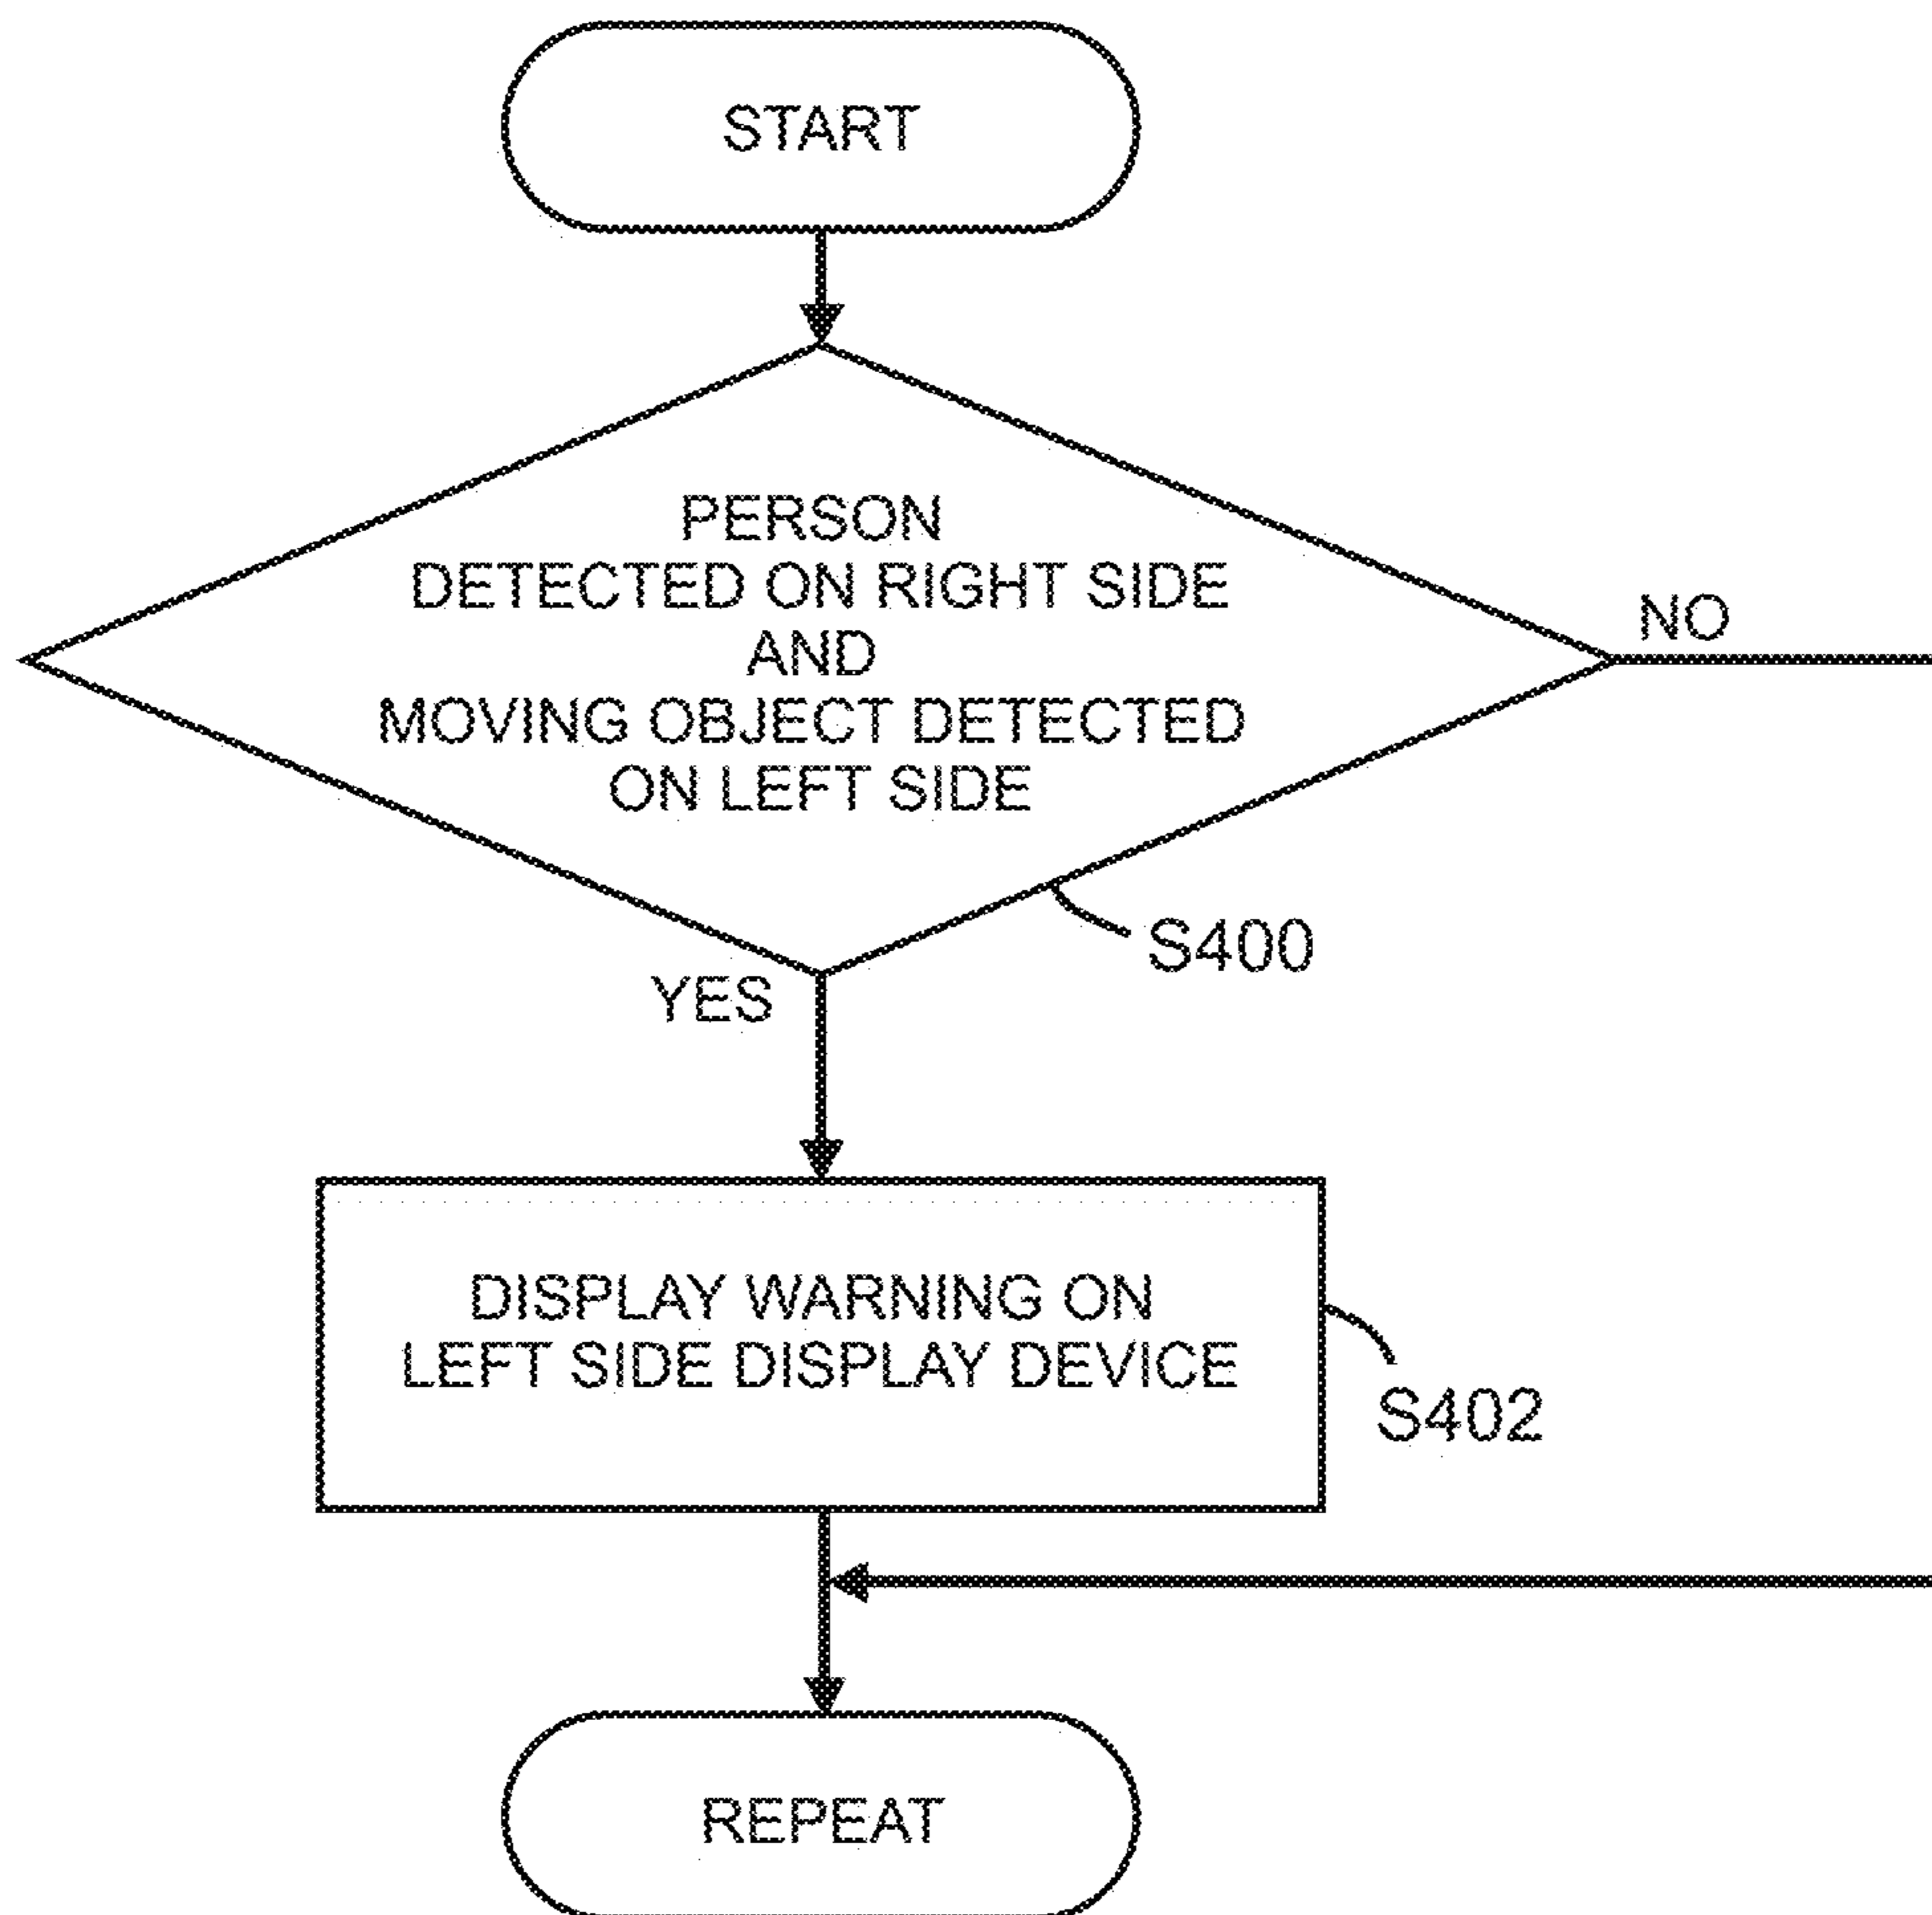 START
PERSON
DETECTED ON RIGHT SIDE
AND
MOVING OBJECT DETECTED
ON LEFT SIDE
NO
S400
YES
DISPLAY WARNING ON
LEFT SIDE DISPLAY DEVICE
S402
REPEAT